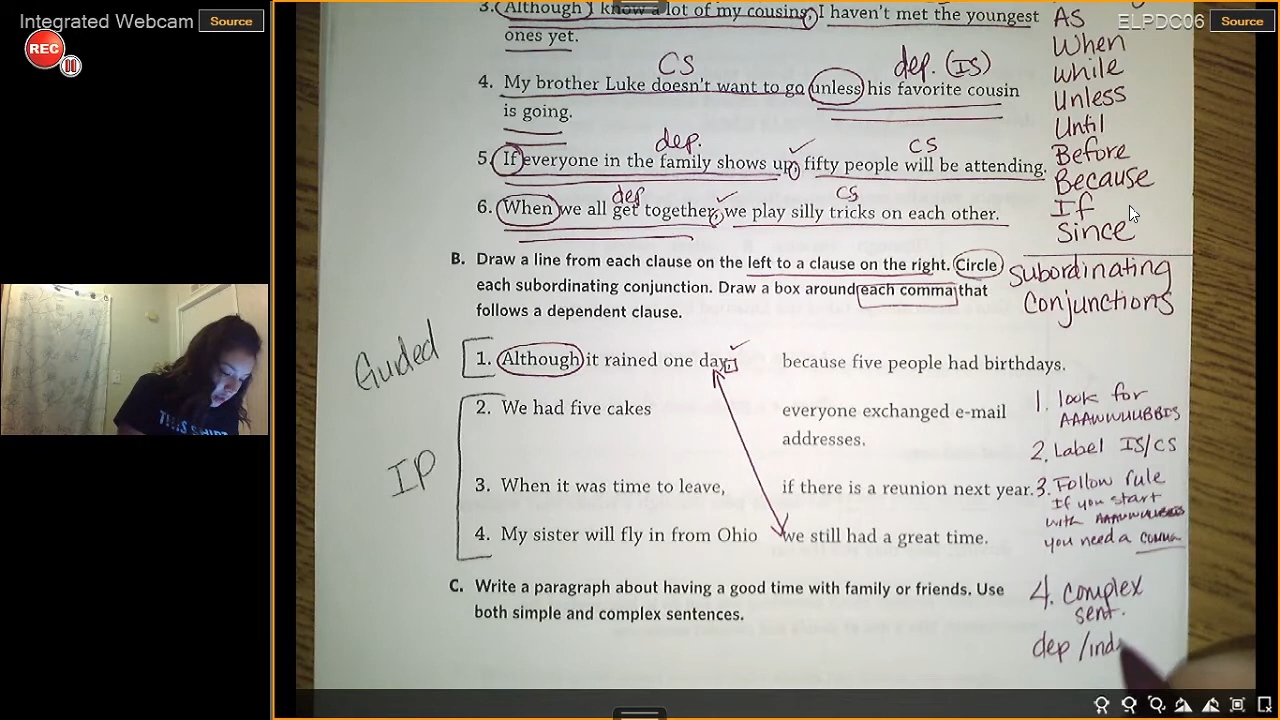 Integrated Webcam
Source
REC
ELPDC06
Source
3. Although I know a lot of my cousins, I haven't met the youngest
ones yet.
CS
dep. (IS)
4. My brother Luke doesn't want to go unless his favorite cousin
is going.
dep.
CS
5. If everyone in the family shows up, fifty people will be attending.
dep
CS
6. When we all get together, we play silly tricks on each other.
AS
When
While
Unless
Until
Before
Because
If
Since
Subordinating
Conjunctions
B. Draw a line from each clause on the left to a clause on the right. Circle
each subordinating conjunction. Draw a box around each comma that
follows a dependent clause.
Guded
1. Although it rained one day,
because five people had birthdays.
IP
2. We had five cakes
everyone exchanged e-mail
addresses.
3. When it was time to leave,
if there is a reunion next year.
4. My sister will fly in from Ohio
we still had a great time.
1. look for
AAAWWUUBBIS
2. Label IS/CS
3. Follow rule
If you start
with AAAWWUUBBIS
you need a comma
C. Write a paragraph about having a good time with family or friends. Use
both simple and complex sentences.
4. complex
sent.
dep /ind
THIS SHIRT